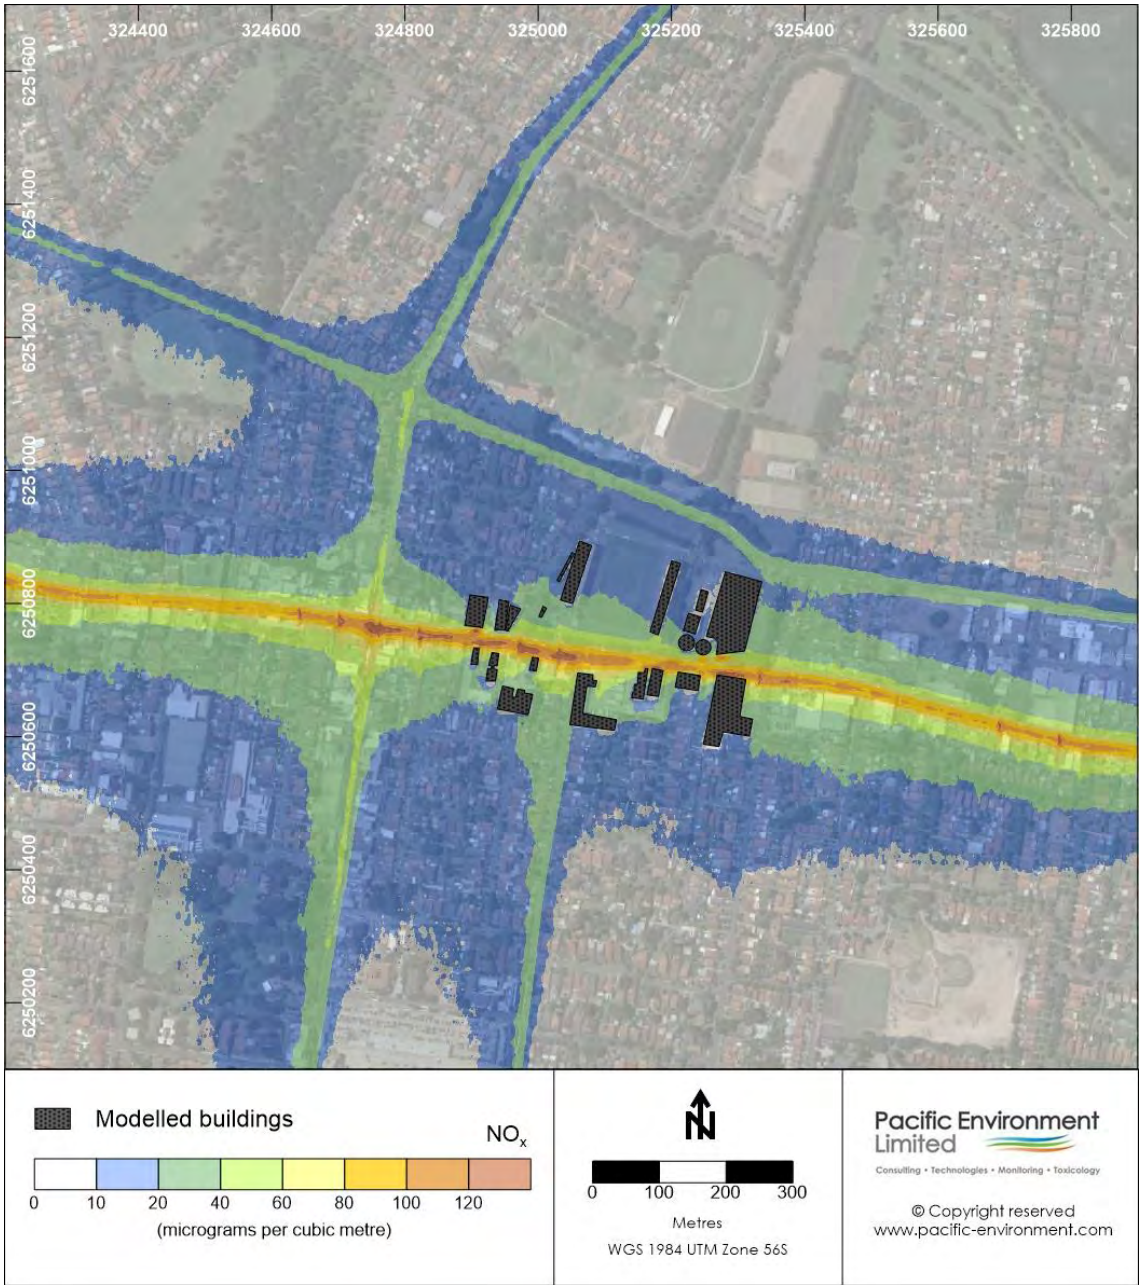 324400 324600 324800 325000 325200 325400 325600 325800
6251600
6251400
6251200
6251000
6250800
6250600
6250400
6250200
Modelled buildings
NOx
0 10 20 40 60 80 100 120
(micrograms per cubic metre)
N
0 100 200 300
Metres
WGS 1984 UTM Zone 56S
Pacific Environment
Limited
Consulting • Technologies • Monitoring • Toxicology
© Copyright reserved
www.pacific-environment.com